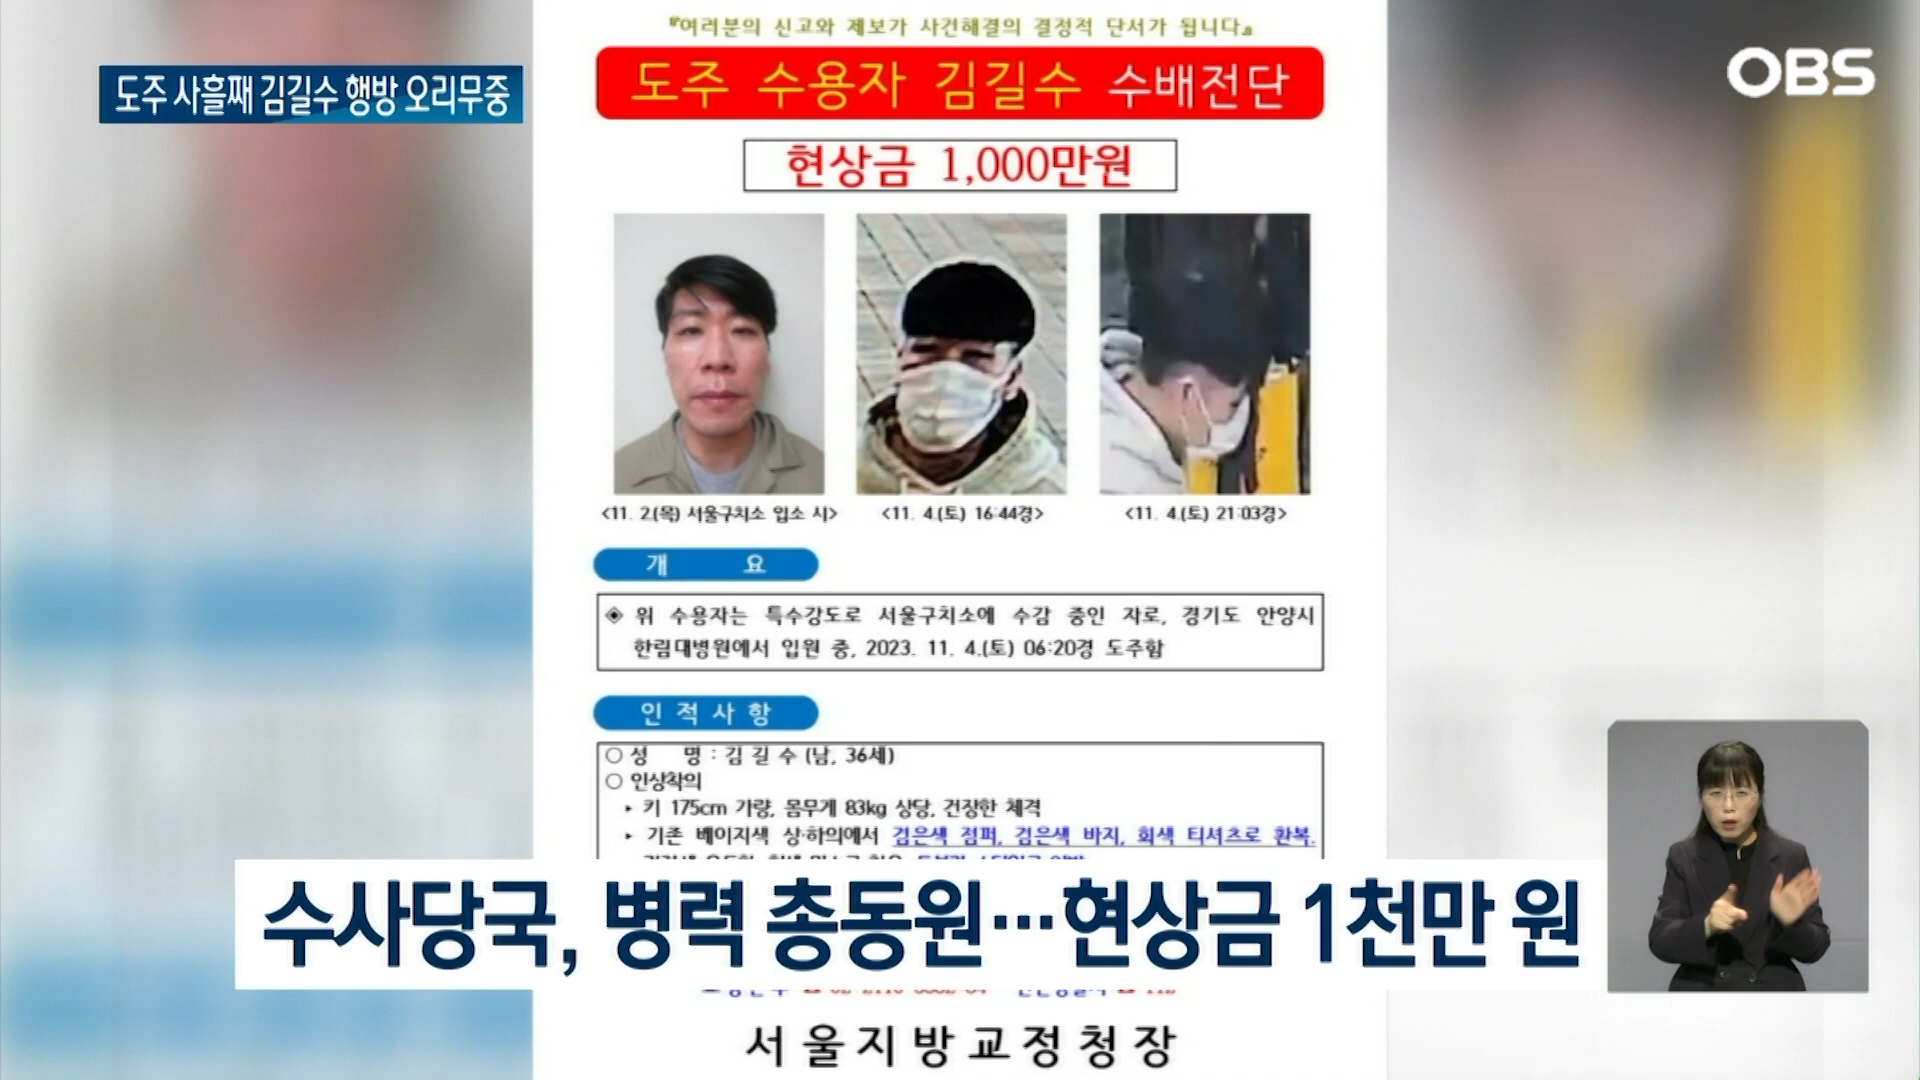 『여러분의 신고와 제보가 사건해결의 결정적 단서가 됩니다』
도주 사흘째 김길수 행방 오리무중
OBS
도주 수용자 김길수 수배전단
현상금 1,000만원
<11. 2.(목) 서울구치소 입소 시>
<11. 4.(토) 16:44경>
<11. 4.(토) 21:03경>
개 요
◈ 위 수용자는 특수강도로 서울구치소에 수감 중인 자로, 경기도 안양시
한림대병원에서 입원 중, 2023. 11. 4.(토) 06:20경 도주함
인 적 사 항
○ 성 명 : 김 길 수 (남, 36세)
○ 인상착의
▸ 키 175cm 가량, 몸무게 83kg 상당, 건장한 체격
▸ 기존 베이지색 상·하의에서 검은색 점퍼, 검은색 바지, 회색 티셔츠로 환복.
수사당국, 병력 총동원…현상금 1천만 원
서울지방교정청장